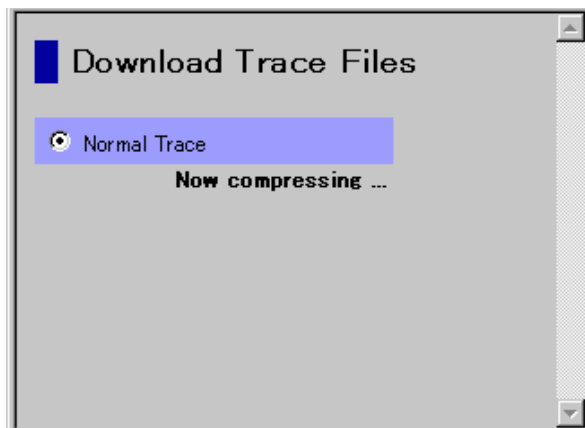 Download Trace Files
Normal Trace
Now compressing ...